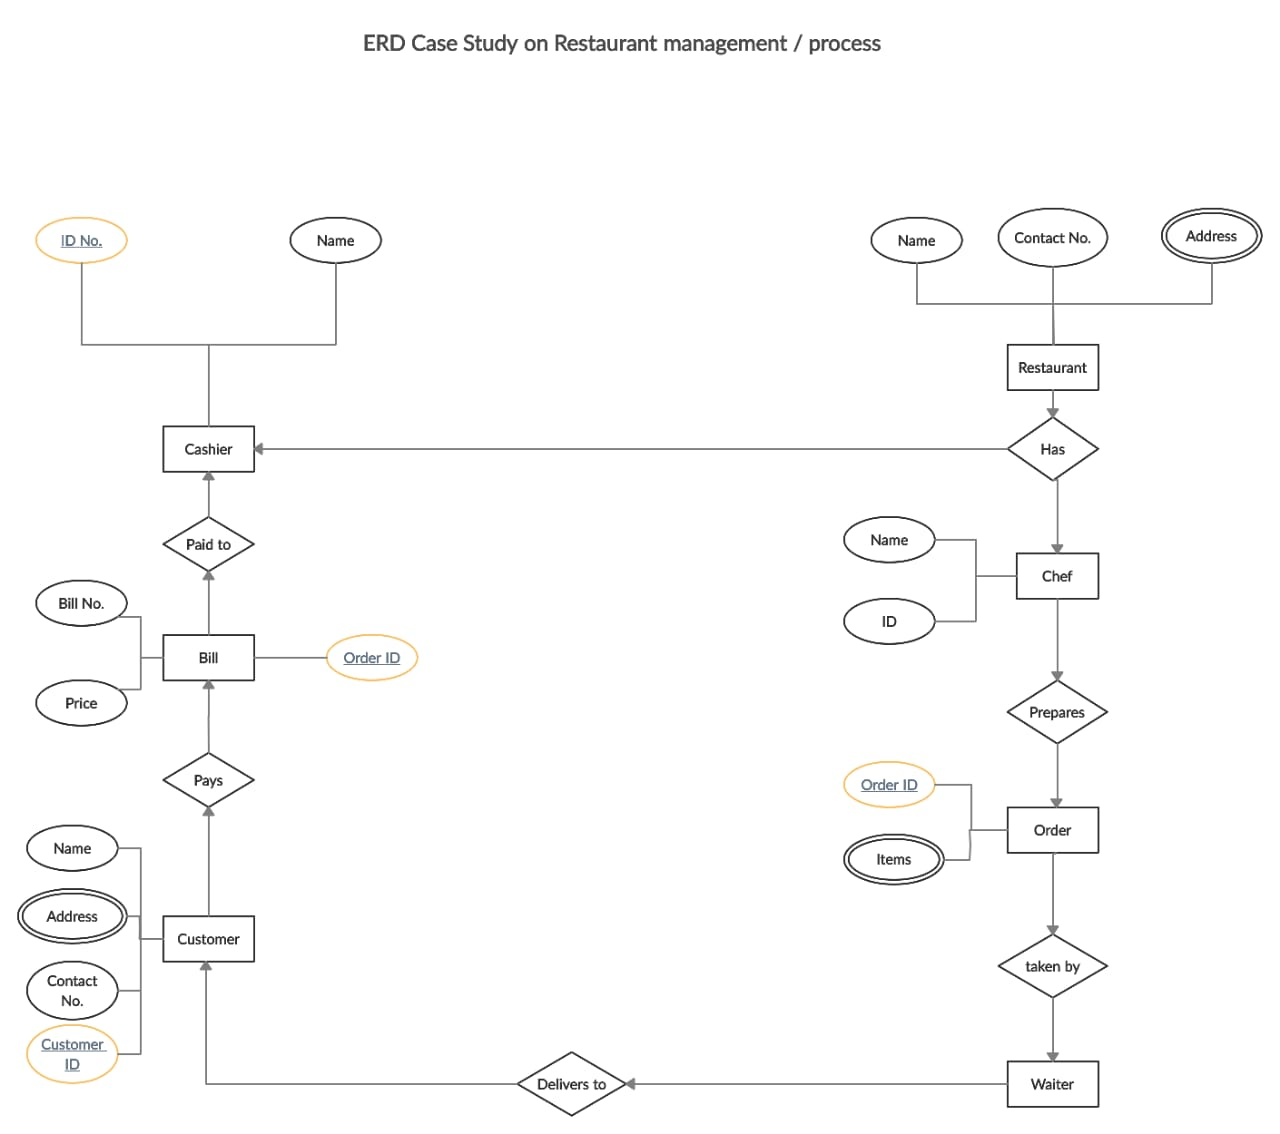 ERD Case Study on Restaurant management / process
ID No.
Name
Name
Contact No.
Address
Restaurant
Cashier
Has
Paid to
Name
Chef
ID
Bill No.
Bill
Order ID
Price
Prepares
Pays
Order ID
Order
Items
Name
Address
Customer
Contact
No.
Customer
ID
taken by
Delivers to
Waiter